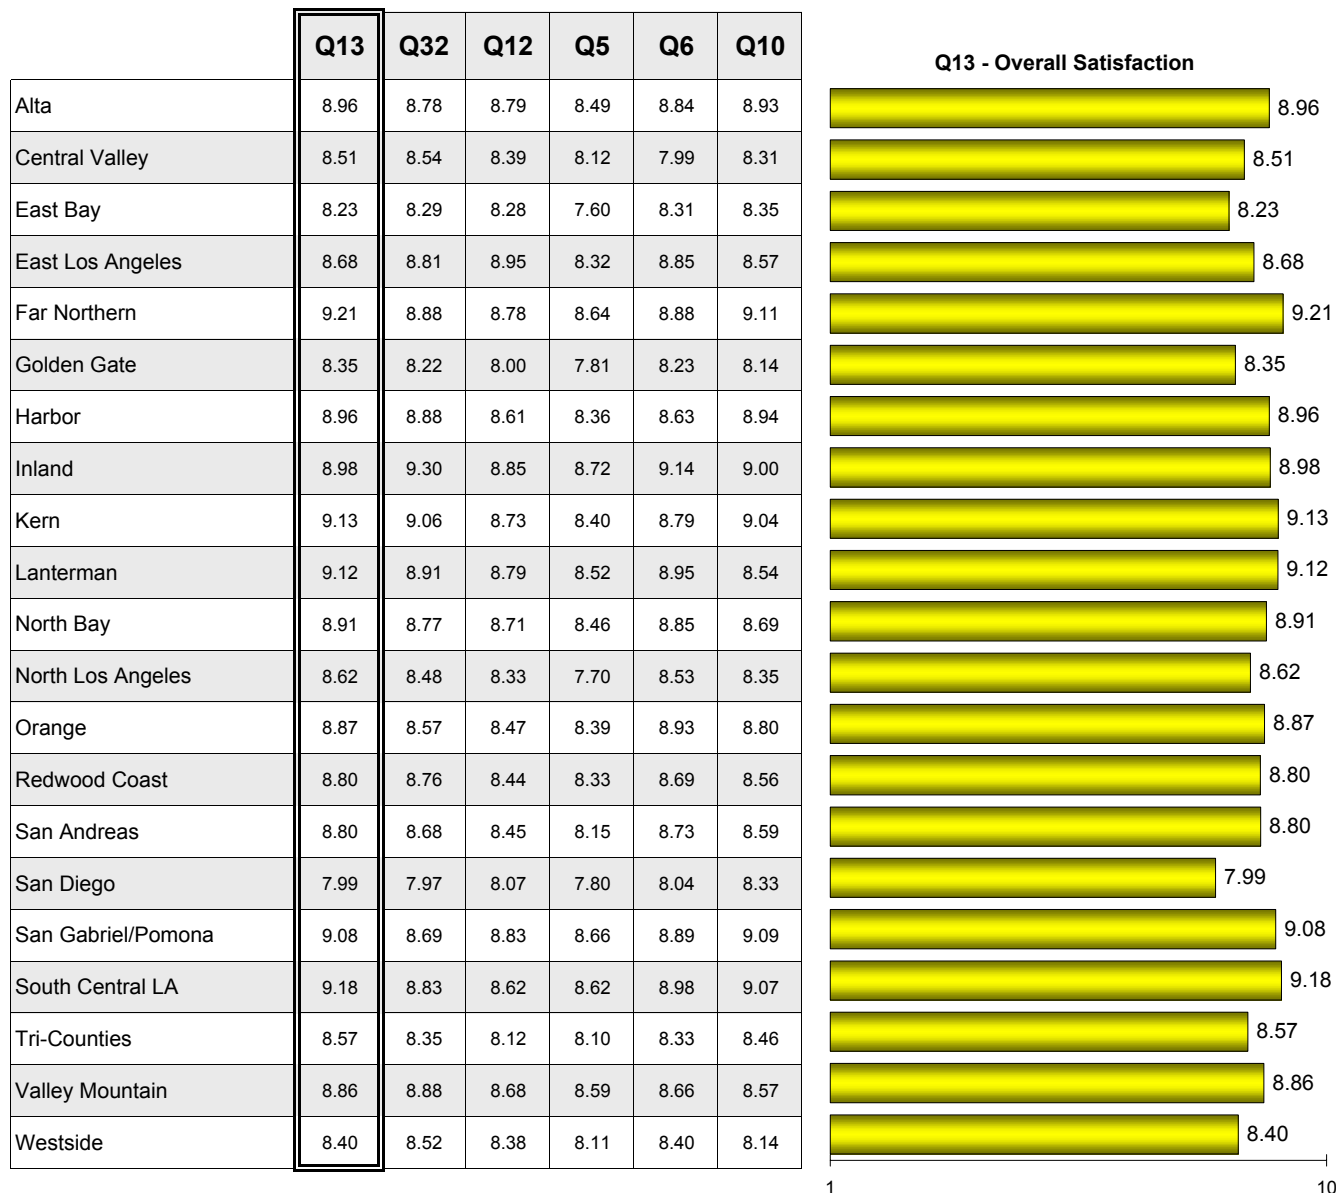 Q13 Q32 Q12 Q5 Q6 Q10
Q13 - Overall Satisfaction
Alta 8.96 8.78 8.79 8.49 8.84 8.93 8.96
Central Valley 8.51 8.54 8.39 8.12 7.99 8.31 8.51
East Bay 8.23 8.29 8.28 7.60 8.31 8.35 8.23
East Los Angeles 8.68 8.81 8.95 8.32 8.85 8.57 8.68
Far Northern 9.21 8.88 8.78 8.64 8.88 9.11 9.21
Golden Gate 8.35 8.22 8.00 7.81 8.23 8.14 8.35
Harbor 8.96 8.88 8.61 8.36 8.63 8.94 8.96
Inland 8.98 9.30 8.85 8.72 9.14 9.00 8.98
Kern 9.13 9.06 8.73 8.40 8.79 9.04 9.13
Lanterman 9.12 8.91 8.79 8.52 8.95 8.54 9.12
North Bay 8.91 8.77 8.71 8.46 8.85 8.69 8.91
North Los Angeles 8.62 8.48 8.33 7.70 8.53 8.35 8.62
Orange 8.87 8.57 8.47 8.39 8.93 8.80 8.87
Redwood Coast 8.80 8.76 8.44 8.33 8.69 8.56 8.80
San Andreas 8.80 8.68 8.45 8.15 8.73 8.59 8.80
San Diego 7.99 7.97 8.07 7.80 8.04 8.33 7.99
San Gabriel/Pomona 9.08 8.69 8.83 8.66 8.89 9.09 9.08
South Central LA 9.18 8.83 8.62 8.62 8.98 9.07 9.18
Tri-Counties 8.57 8.35 8.12 8.10 8.33 8.46 8.57
Valley Mountain 8.86 8.88 8.68 8.59 8.66 8.57 8.86
Westside 8.40 8.52 8.38 8.11 8.40 8.14 8.40
1 10